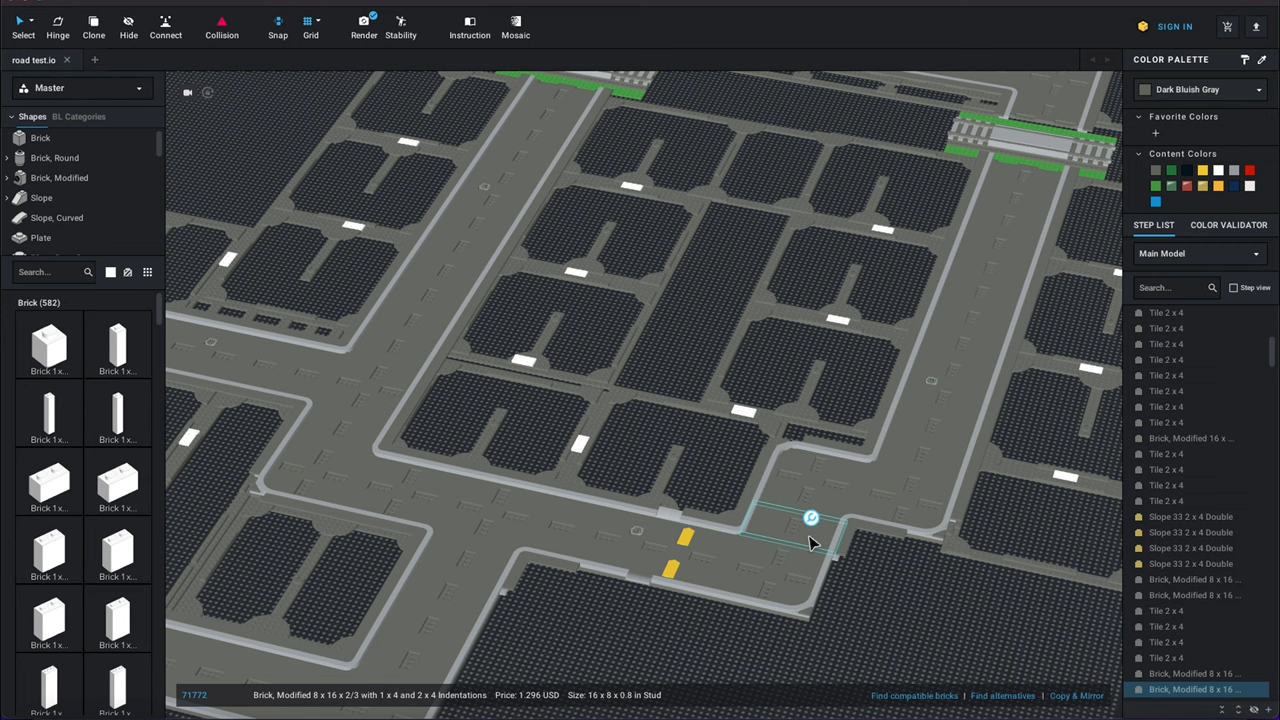 Select
Hinge
Clone
Hide
Connect
Collision
Snap
Grid
Render
Stability
Instruction
Mosaic
SIGN IN
road test.io
COLOR PALETTE
Master
Dark Bluish Gray
Shapes
BL Categories
Favorite Colors
Brick
Brick, Round
Content Colors
Brick, Modified
Slope
Slope, Curved
STEP LIST
COLOR VALIDATOR
Plate
Main Model
Search...
Search...
Step view
Brick (582)
Tile 2 x 4
Tile 2 x 4
Tile 2 x 4
Tile 2 x 4
Tile 2 x 4
Tile 2 x 4
Tile 2 x 4
Tile 2 x 4
Brick, Modified 16 x ...
Tile 2 x 4
Tile 2 x 4
Tile 2 x 4
Tile 2 x 4
Slope 33 2 x 4 Double
Slope 33 2 x 4 Double
Slope 33 2 x 4 Double
Slope 33 2 x 4 Double
Brick, Modified 8 x 16 ...
Brick, Modified 8 x 16 ...
Tile 2 x 4
Tile 2 x 4
Tile 2 x 4
Tile 2 x 4
Brick, Modified 8 x 16 ...
Brick, Modified 8 x 16 ...
Brick 1x...
Brick 1x...
Brick 1x...
Brick 1x...
Brick 1x...
Brick 1x...
Brick 1x...
Brick 1x...
Brick 1x...
Brick 1x...
71772
Brick, Modified 8 x 16 x 2/3 with 1 x 4 and 2 x 4 Indentations
Price: 1.296 USD
Size: 16 x 8 x 0.8 in Stud
Find compatible bricks
Find alternatives
Copy & Mirror